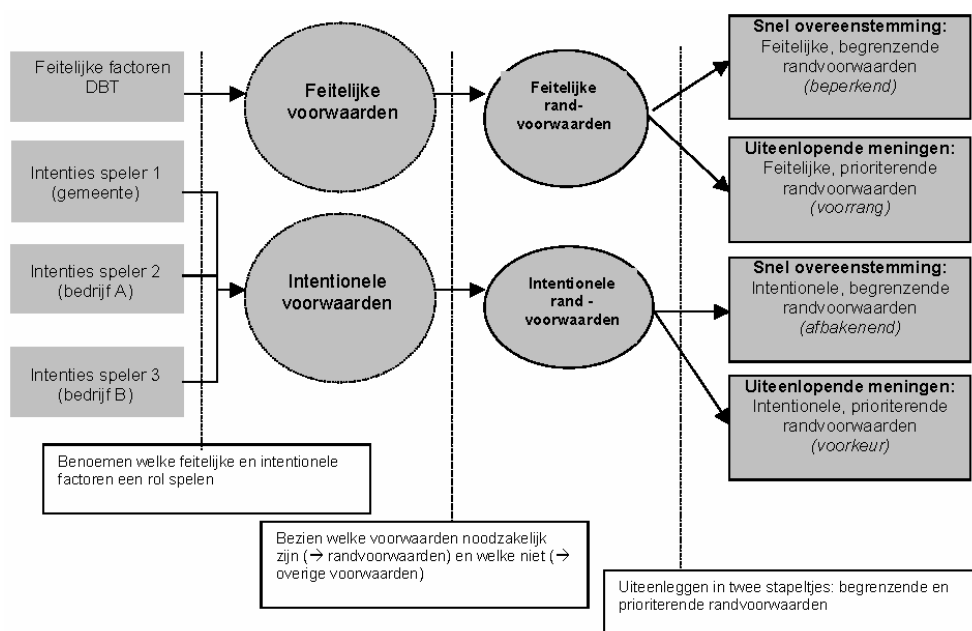 Feitelijke factoren
DBT
Intenties speler 1
(gemeente)
Intenties speler 2
(bedrijf A)
Intenties speler 3
(bedrijf B)
Feitelijke
voorwaarden
Intentionele
voorwaarden
Feitelijke
rand-
voorwaarden
Intentionele
rand -
voorwaarden
Snel overeenstemming:
Feitelijke, begrenzende
randvoorwaarden
(beperkend)
Uiteenlopende meningen:
Feitelijke, prioriterende
randvoorwaarden
(voorrang)
Snel overeenstemming:
Intentionele, begrenzende
randvoorwaarden
(afbakenend)
Uiteenlopende meningen:
Intentionele, prioriterende
randvoorwaarden
(voorkeur)
Benoemen welke feitelijke en intentionele
factoren een rol spelen
Bezien welke voorwaarden noodzakelijk
zijn (→ randvoorwaarden) en welke niet (→
overige voorwaarden)
Uiteenleggen in twee stapeltjes: begrenzende en
prioriterende randvoorwaarden